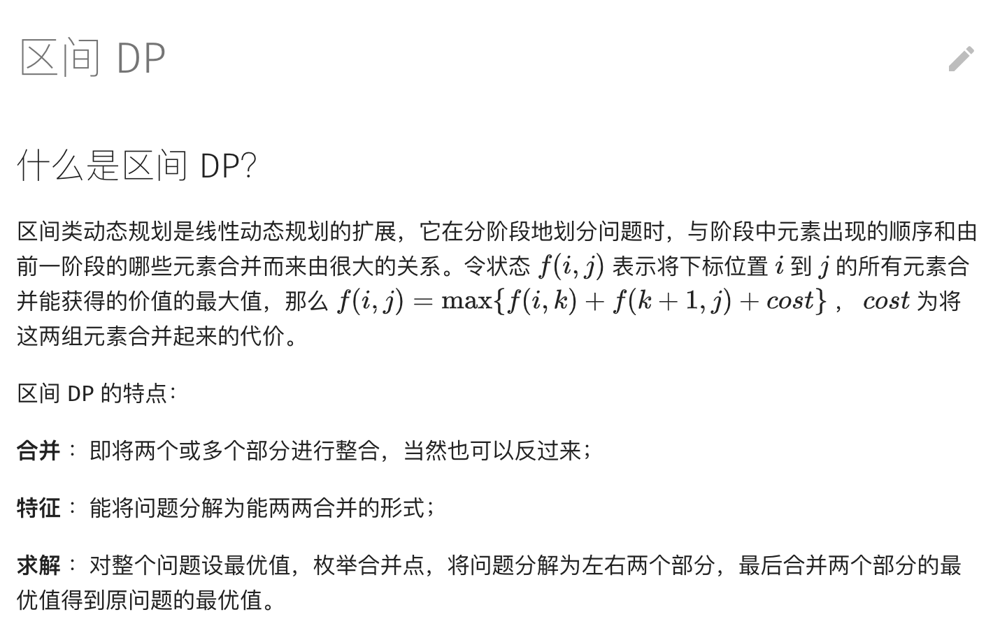 区间 DP
什么是区间 DP？
区间类动态规划是线性动态规划的扩展，它在分阶段地划分问题时，与阶段中元素出现的顺序和由
前一阶段的哪些元素合并而来由很大的关系。令状态 f(i, j) 表示将下标位置 i 到 j 的所有元素合
并能获得的价值的最大值，那么 f(i, j) = max{f(i, k) + f(k + 1, j) + cost} ， cost 为将
这两组元素合并起来的代价。
区间 DP 的特点：
合并 ：即将两个或多个部分进行整合，当然也可以反过来；
特征 ：能将问题分解为能两两合并的形式；
求解 ：对整个问题设最优值，枚举合并点，将问题分解为左右两个部分，最后合并两个部分的最
优值得到原问题的最优值。